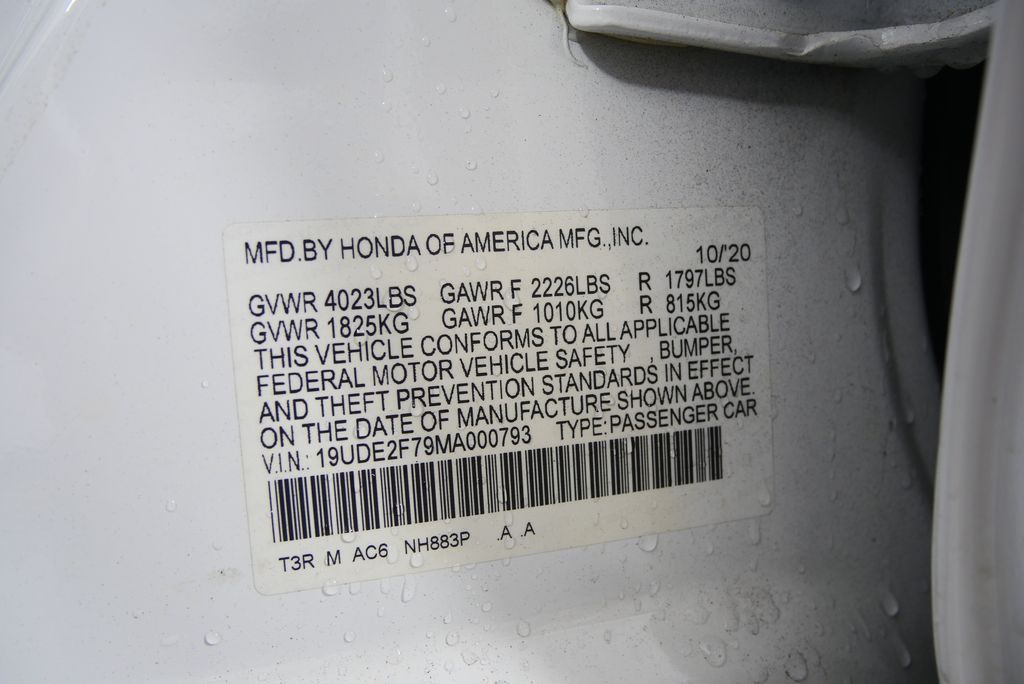 MFD.BY HONDA OF AMERICA MFG.,INC.
10/'20
GVWR 4023LBS GAWR F 2226LBS R 1797LBS
GVWR 1825KG GAWR F 1010KG R 815KG
THIS VEHICLE CONFORMS TO ALL APPLICABLE
FEDERAL MOTOR VEHICLE SAFETY , BUMPER,
AND THEFT PREVENTION STANDARDS IN EFFECT
ON THE DATE OF MANUFACTURE SHOWN ABOVE.
V.I.N.: 19UDE2F79MA000793 TYPE:PASSENGER CAR
T3R M AC6 NH883P .A .A